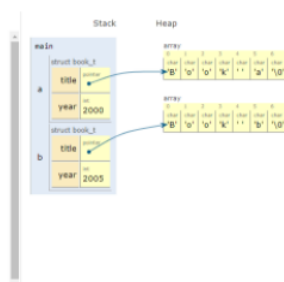 Stack Heap
main
struct book_t
a
title
pointer
year
int
2000
struct book_t
b
title
pointer
year
int
2005
array
0 1 2 3 4 5 6
char char char char char char char
'B' 'o' 'o' 'k' ' ' 'a' '\0'
array
0 1 2 3 4 5 6
char char char char char char char
'B' 'o' 'o' 'k' ' ' 'b' '\0'